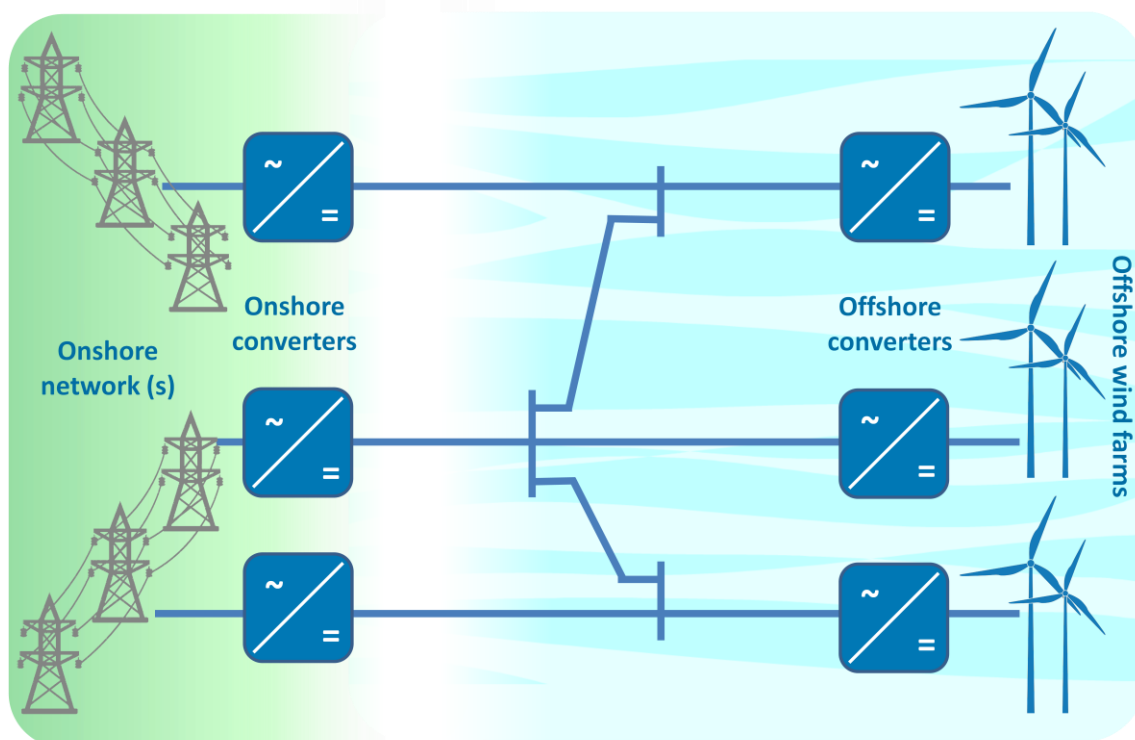 ~
=
~
=
Onshore
converters
Offshore
converters
Onshore
network (s)
Offshore wind farms
~
=
~
=
~
=
~
=